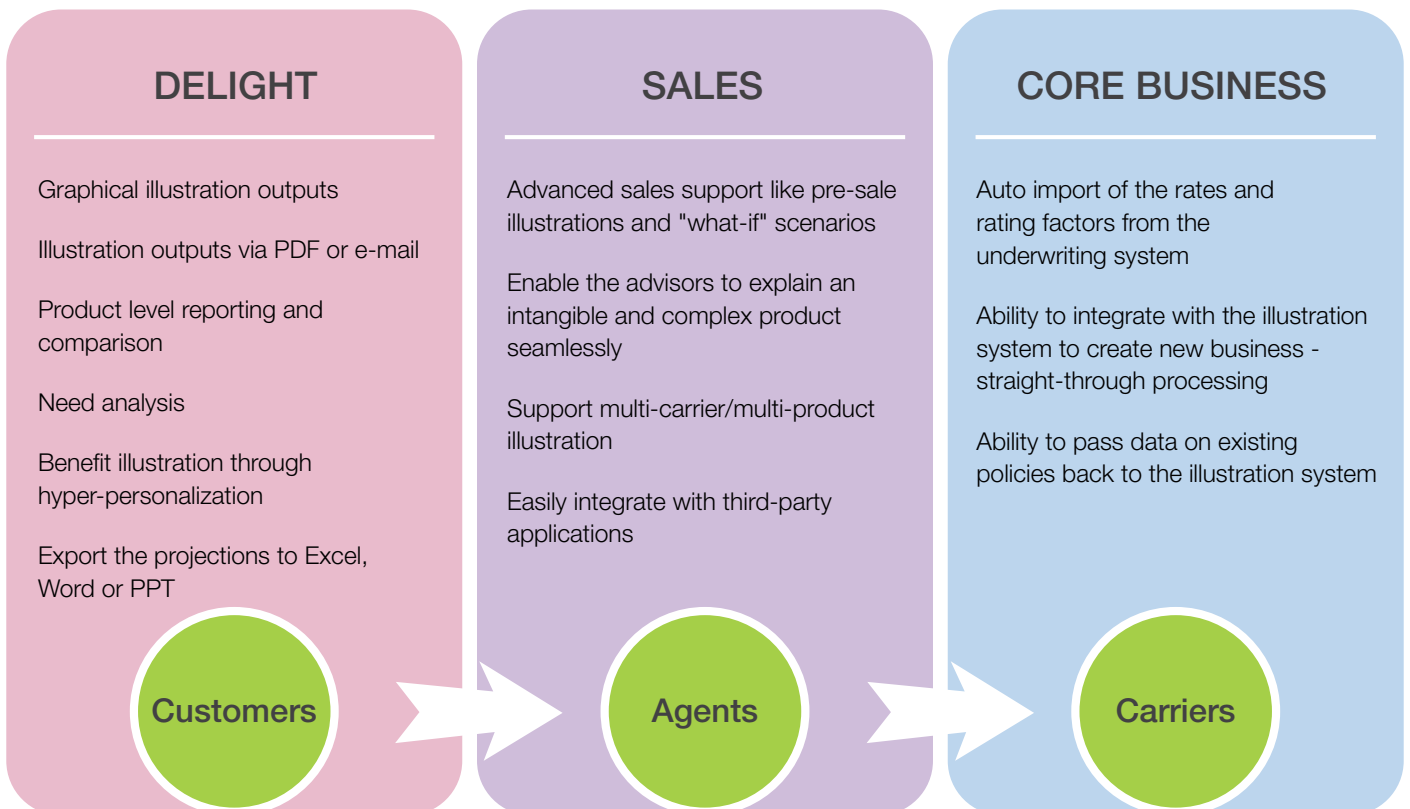 DELIGHT
Graphical illustration outputs
Illustration outputs via PDF or e-mail
Product level reporting and
comparison
Need analysis
Benefit illustration through
hyper-personalization
Export the projections to Excel,
Word or PPT
Customers
SALES
Advanced sales support like pre-sale
illustrations and "what-if" scenarios
Enable the advisors to explain an
intangible and complex product
seamlessly
Support multi-carrier/multi-product
illustration
Easily integrate with third-party
applications
Agents
CORE BUSINESS
Auto import of the rates and
rating factors from the
underwriting system
Ability to integrate with the illustration
system to create new business -
straight-through processing
Ability to pass data on existing
policies back to the illustration system
Carriers